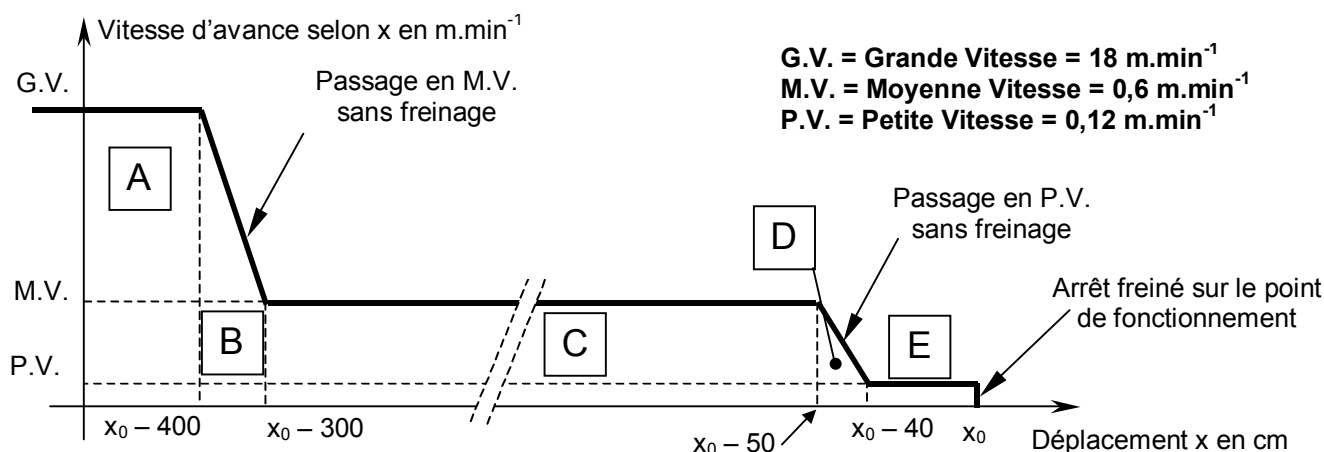 Vitesse d'avance selon x en m.min⁻¹
G.V.
Passage en M.V.
sans freinage
G.V. = Grande Vitesse = 18 m.min⁻¹
M.V. = Moyenne Vitesse = 0,6 m.min⁻¹
P.V. = Petite Vitesse = 0,12 m.min⁻¹
A
Passage en P.V.
sans freinage
D
M.V.
Arrêt freiné sur le point
de fonctionnement
B
C
E
P.V.
x₀ – 400
x₀ – 300
x₀ – 50
x₀ – 40
x₀
Déplacement x en cm